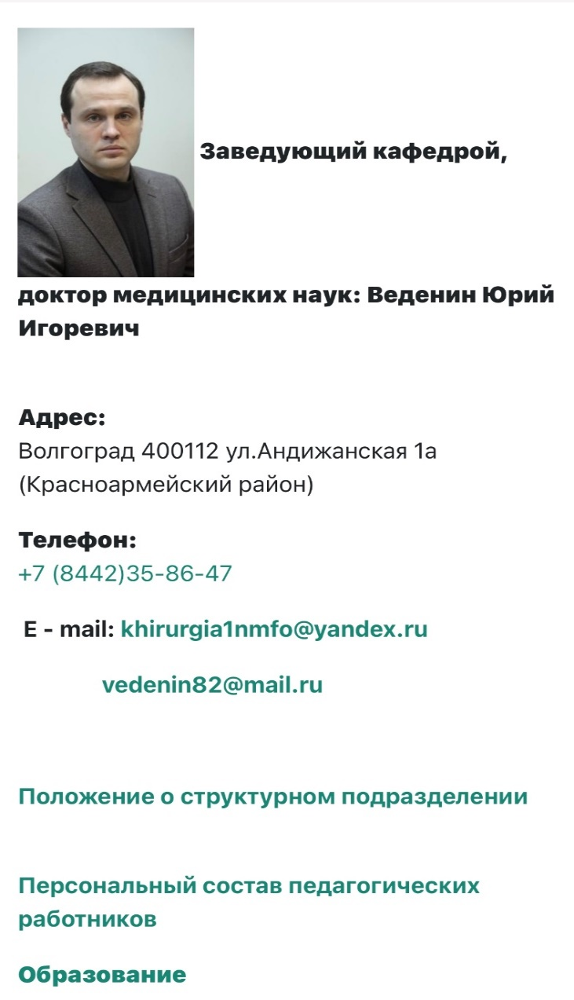 Заведующий кафедрой,
доктор медицинских наук: Веденин Юрий
Игоревич
Адрес:
Волгоград 400112 ул.Андижанская 1а
(Красноармейский район)
Телефон:
+7 (8442)35-86-47
E - mail: khirurgia1nmfo@yandex.ru
vedenin82@mail.ru
Положение о структурном подразделении
Персональный состав педагогических
работников
Образование